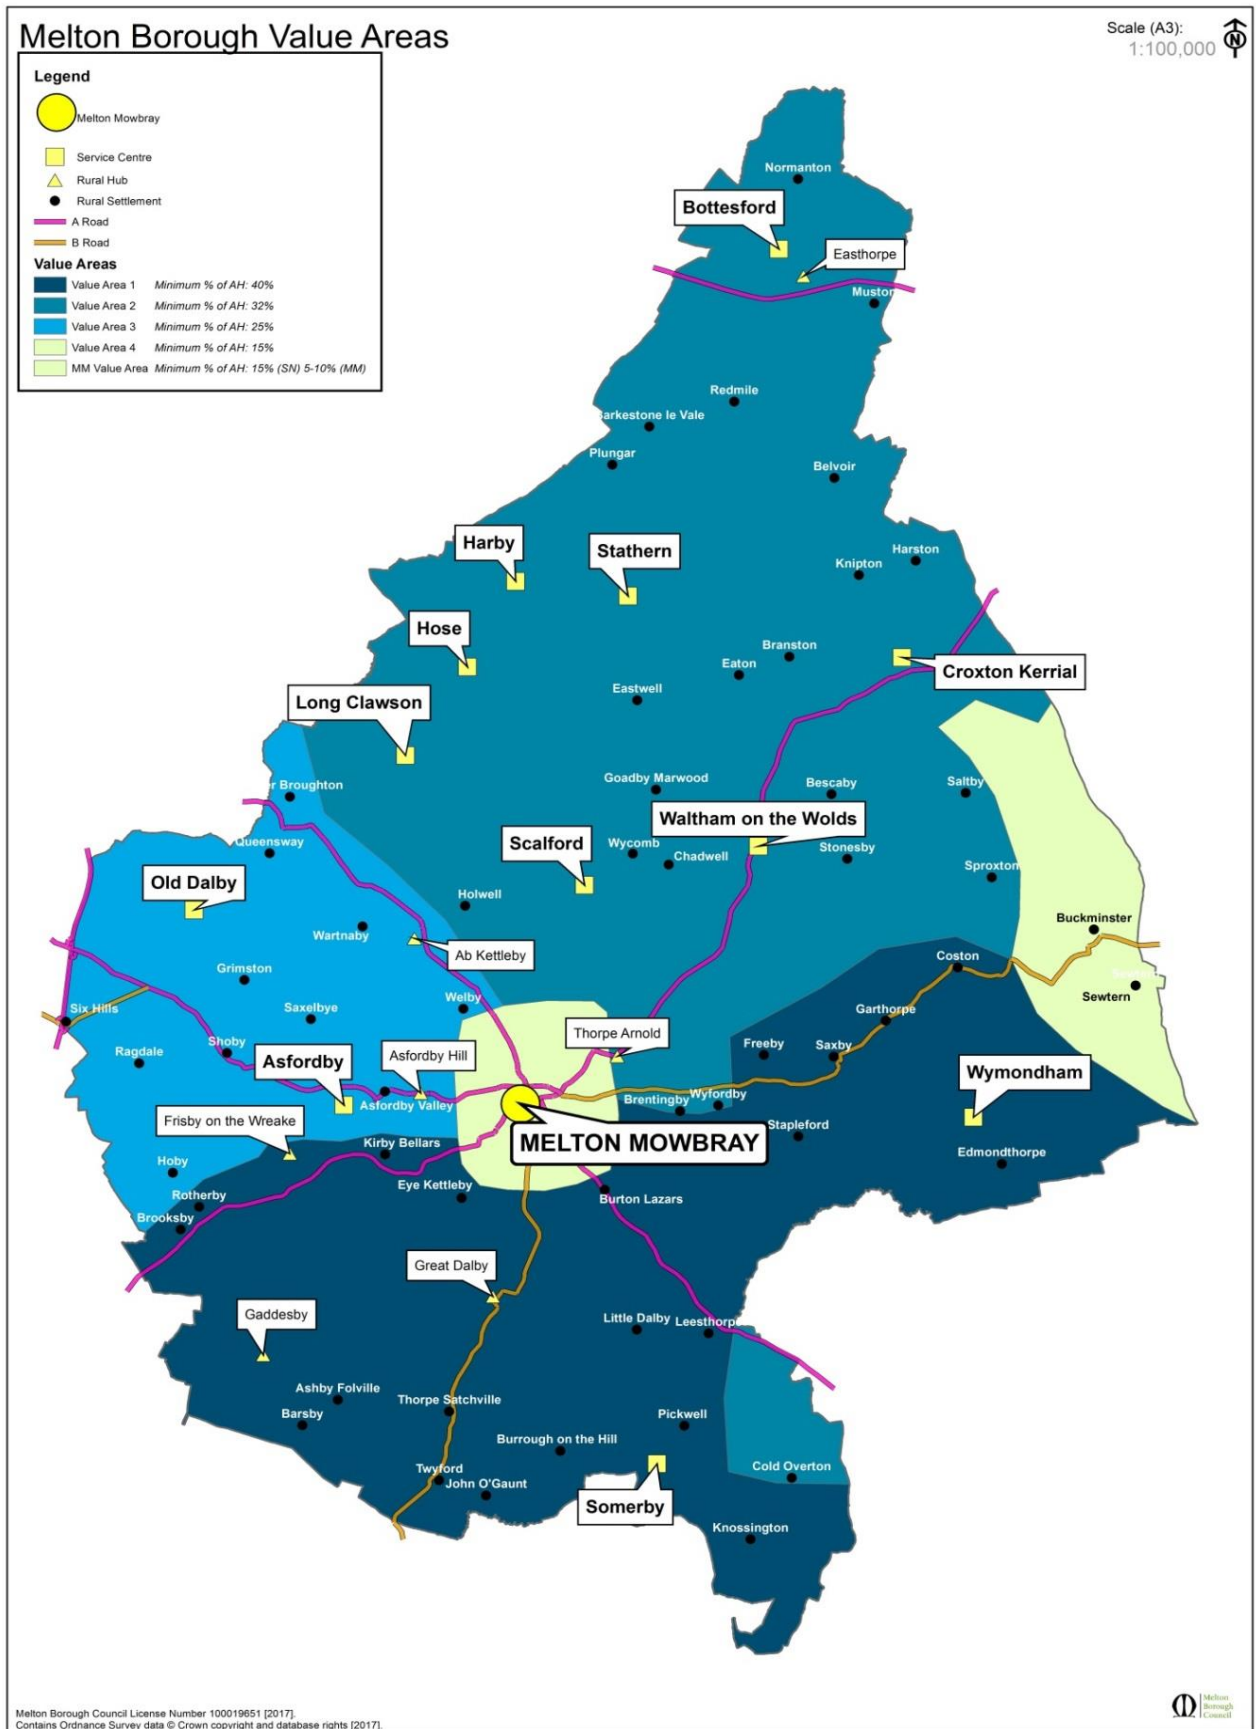 Melton Borough Value Areas
Scale (A3):
1:100,000
N
Legend
Melton Mowbray
Service Centre
Rural Hub
Rural Settlement
A Road
B Road
Value Areas
Value Area 1 Minimum % of AH: 40%
Value Area 2 Minimum % of AH: 32%
Value Area 3 Minimum % of AH: 25%
Value Area 4 Minimum % of AH: 15%
MM Value Area Minimum % of AH: 15% (SN) 5-10% (MM)
Normanton
Bottesford
Easthorpe
Muston
Redmile
arkestone le Vale
Plungar
Belvoir
Harby
Stathern
Harston
Knipton
Hose
Branston
Eaton
Croxton Kerrial
Eastwell
Long Clawson
Goadby Marwood
Bescaby
Saltby
r Broughton
Waltham on the Wolds
Queensway
Scalford
Wycomb
Chadwell
Stonesby
Sproxton
Old Dalby
Holwell
Buckminster
Wartnaby
Ab Kettleby
Coston
Grimston
Sewtern
Welby
Saxelbye
Six Hills
Garthorpe
Thorpe Arnold
Shoby
Freeby
Saxby
Ragdale
Asfordby
Asfordby Hill
Wymondham
Asfordby Valley
Brentingby
Wyfordby
Frisby on the Wreake
MELTON MOWBRAY
Stapleford
Kirby Bellars
Edmondthorpe
Hoby
Eye Kettleby
Rotherby
Burton Lazars
Brooksby
Great Dalby
Gaddesby
Little Dalby
Leesthorpe
Ashby Folville
Thorpe Satchville
Barsby
Pickwell
Burrough on the Hill
Twyford
Cold Overton
John O'Gaunt
Somerby
Knossington
Melton Borough Council License Number 100019651 [2017].
Contains Ordnance Survey data © Crown copyright and database rights [2017].
Melton
Borough
Council